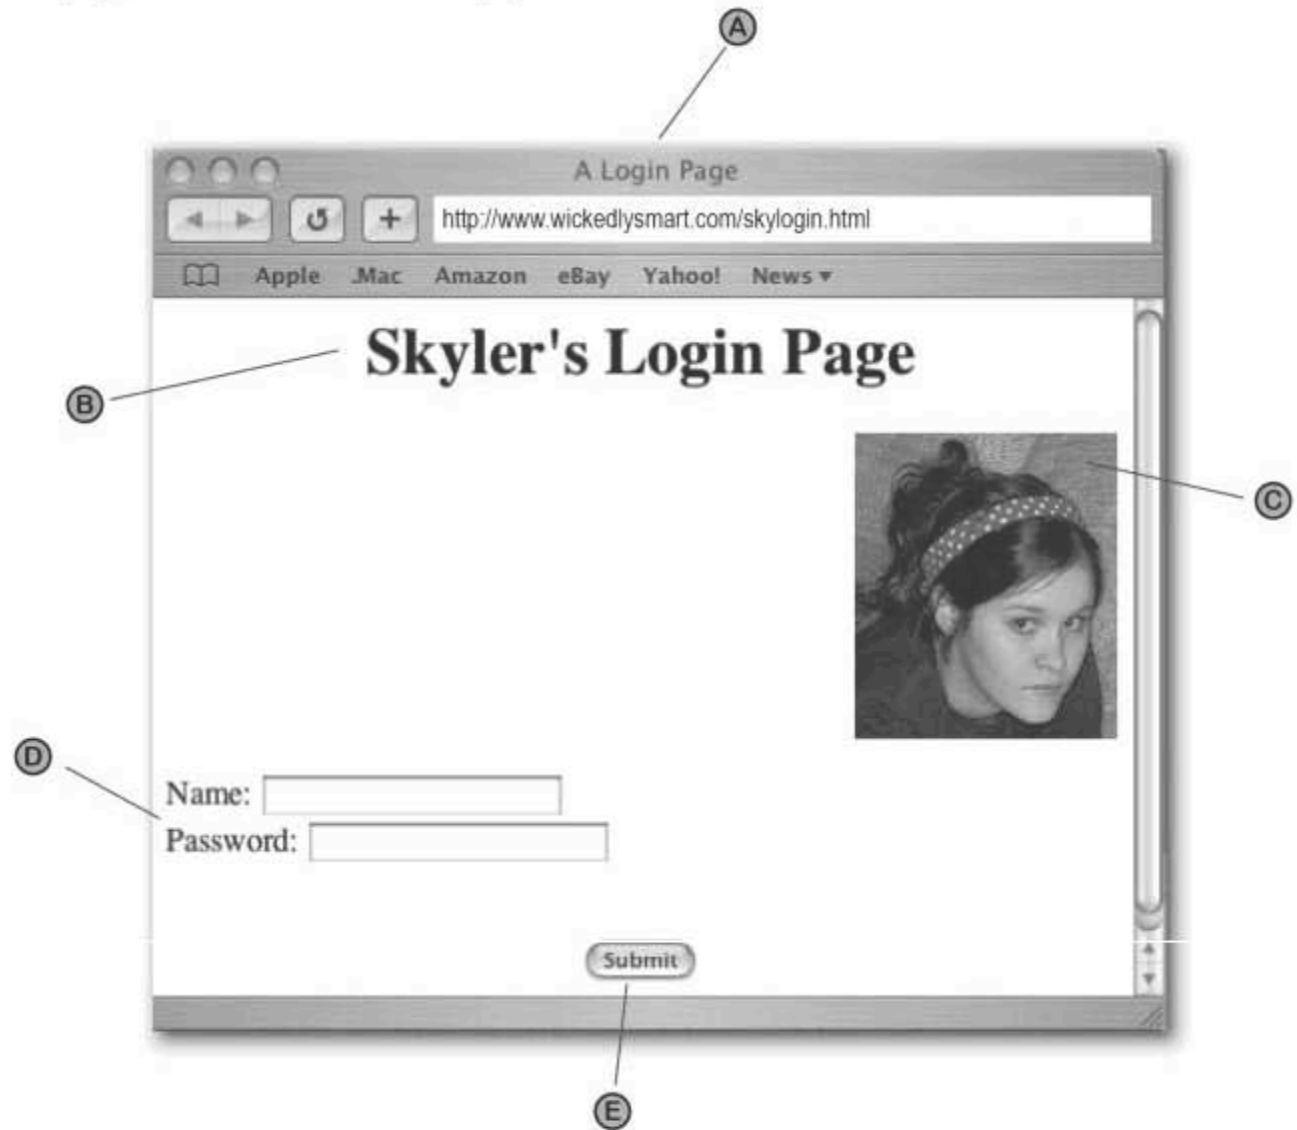 A
A Login Page
http://www.wickedlysmart.com/skylogin.html
Apple .Mac Amazon eBay Yahoo! News ▾
Skyler's Login Page
B
C
D
Name:
Password:
Submit
E